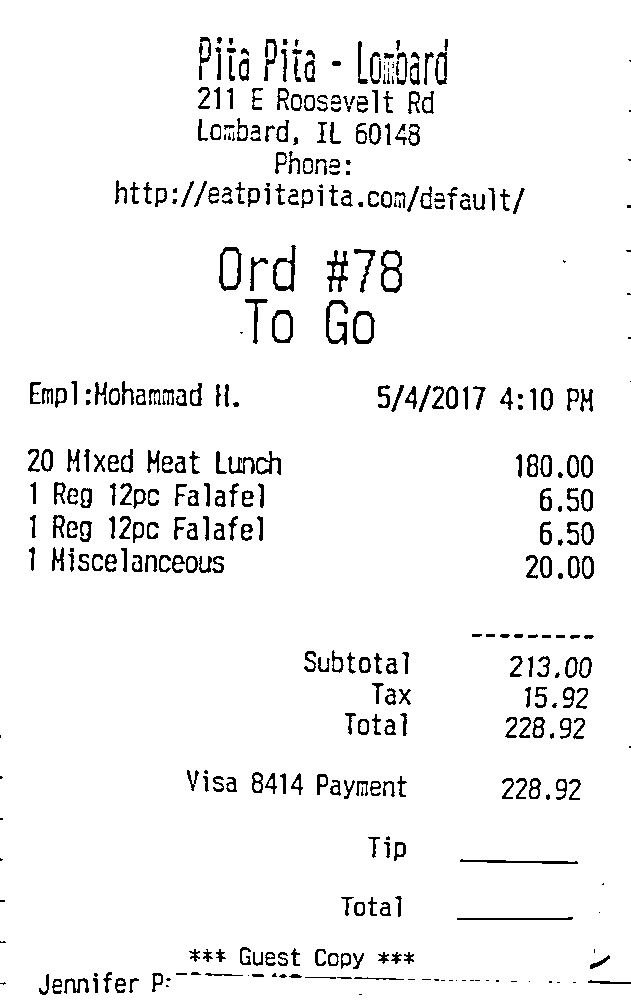 Pita Pita - Lombard
211 E Roosevelt Rd
Lombard, IL 60148
Phone:
http://eatpitapita.com/default/
Ord #78
To Go
Empl:Mohammad H. 5/4/2017 4:10 PM
20 Mixed Meat Lunch 180.00
1 Reg 12pc Falafel 6.50
1 Reg 12pc Falafel 6.50
1 Miscelanceous 20.00
---------
Subtotal 213.00
Tax 15.92
Total 228.92
Visa 8414 Payment 228.92
Tip
Total
*** Guest Copy ***
Jennifer P